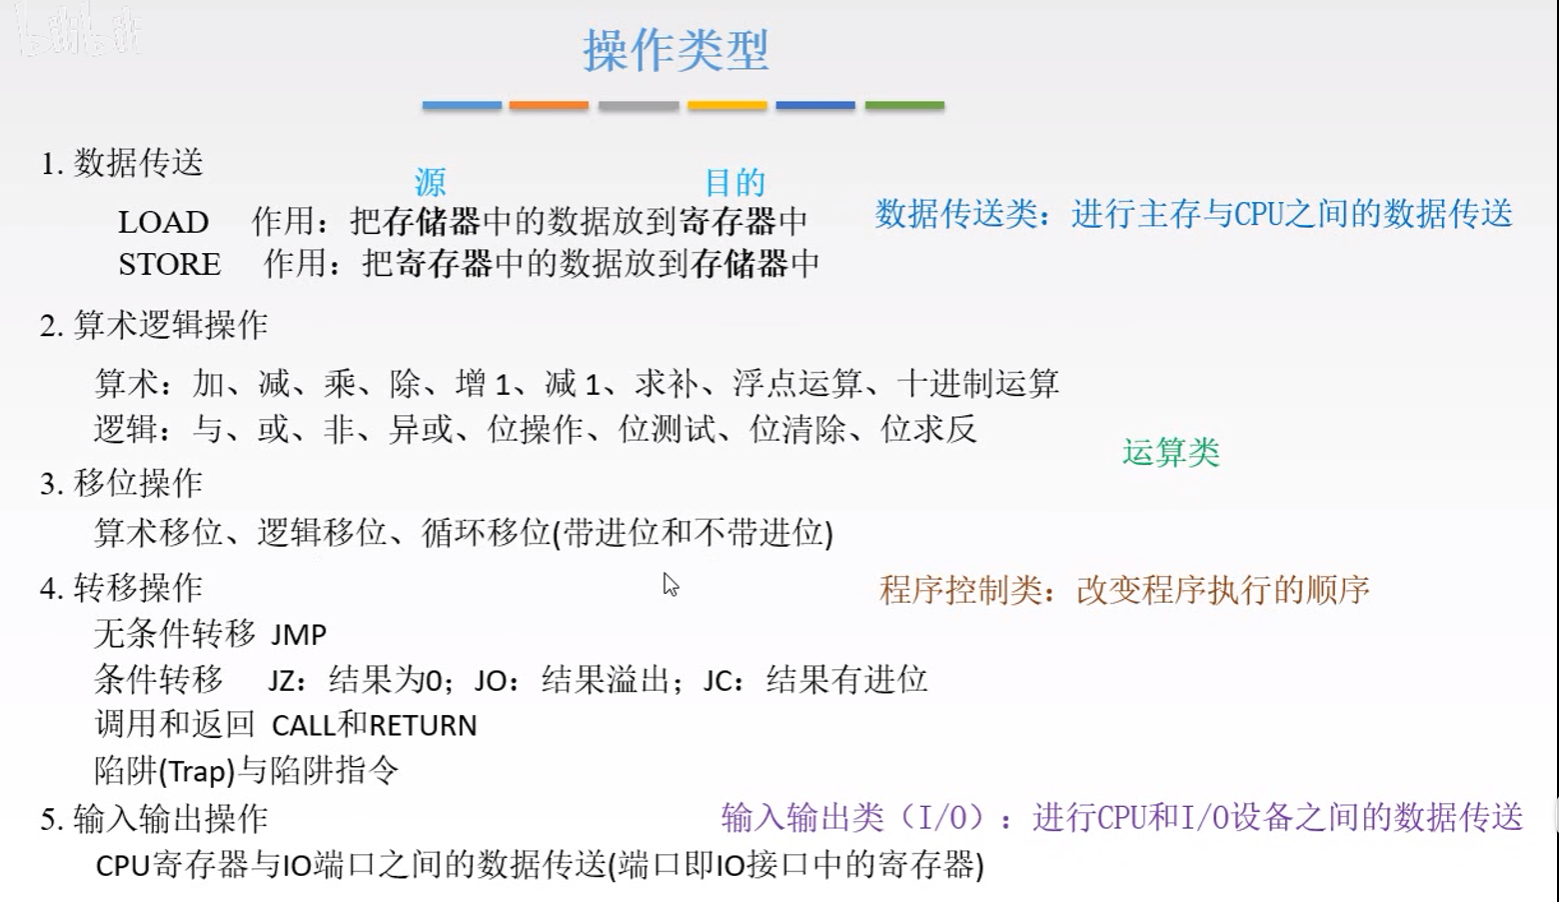 bilibili
操作类型
1. 数据传送
源 目的
LOAD 作用：把存储器中的数据放到寄存器中
数据传送类：进行主存与CPU之间的数据传送
STORE 作用：把寄存器中的数据放到存储器中
2. 算术逻辑操作
算术：加、减、乘、除、增 1、减 1、求补、浮点运算、十进制运算
逻辑：与、或、非、异或、位操作、位测试、位清除、位求反
运算类
3. 移位操作
算术移位、逻辑移位、循环移位(带进位和不带进位)
4. 转移操作
程序控制类：改变程序执行的顺序
无条件转移 JMP
条件转移 JZ：结果为0；JO：结果溢出；JC：结果有进位
调用和返回 CALL和RETURN
陷阱(Trap)与陷阱指令
5. 输入输出操作
输入输出类（I/O）：进行CPU和I/O设备之间的数据传送
CPU寄存器与IO端口之间的数据传送(端口即IO接口中的寄存器)